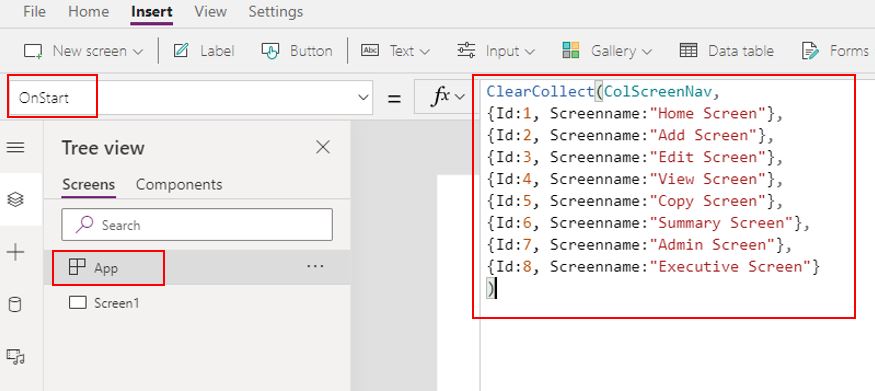 File Home Insert View Settings
New screen Label Button Abc Text Input Gallery Data table Forms
OnStart = fx
ClearCollect(ColScreenNav,
{Id:1, Screenname:"Home Screen"},
{Id:2, Screenname:"Add Screen"},
{Id:3, Screenname:"Edit Screen"},
{Id:4, Screenname:"View Screen"},
{Id:5, Screenname:"Copy Screen"},
{Id:6, Screenname:"Summary Screen"},
{Id:7, Screenname:"Admin Screen"},
{Id:8, Screenname:"Executive Screen"}
)
Tree view
Screens Components
Search
App ...
Screen1